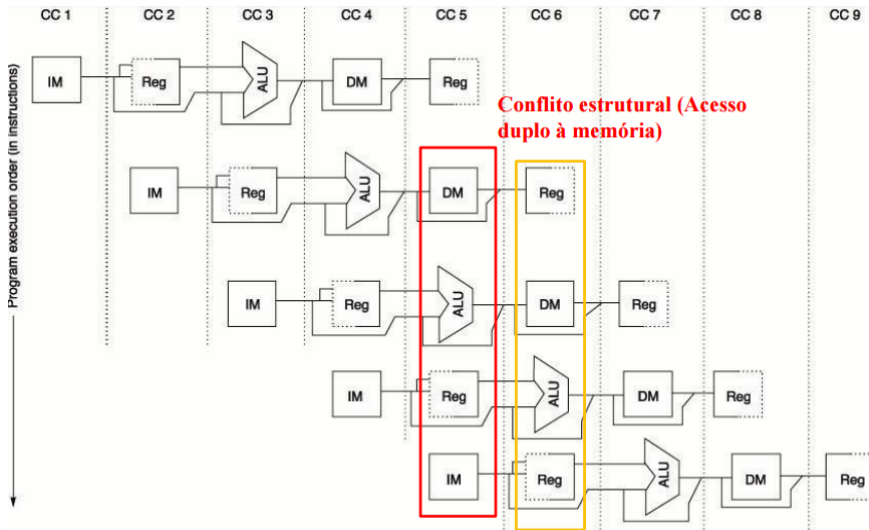 CC 1 CC 2 CC 3 CC 4 CC 5 CC 6 CC 7 CC 8 CC 9
Program execution order (in instructions)
IM Reg ALU DM Reg
Conflito estrutural (Acesso
duplo à memória)
IM Reg ALU DM Reg
IM Reg ALU DM Reg
IM Reg ALU DM Reg
IM Reg ALU DM Reg